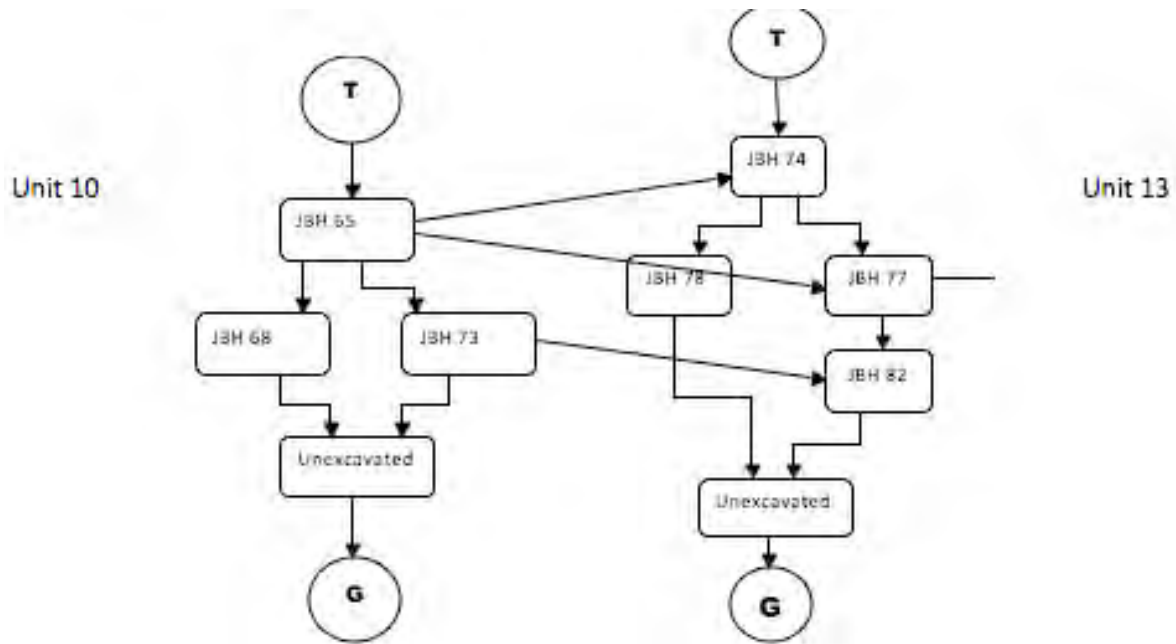 T
T
JBH 74
Unit 10
Unit 13
JBH 65
JBH 78
JBH 77
JBH 68
JBH 73
JBH 82
Unexcavated
Unexcavated
G
G